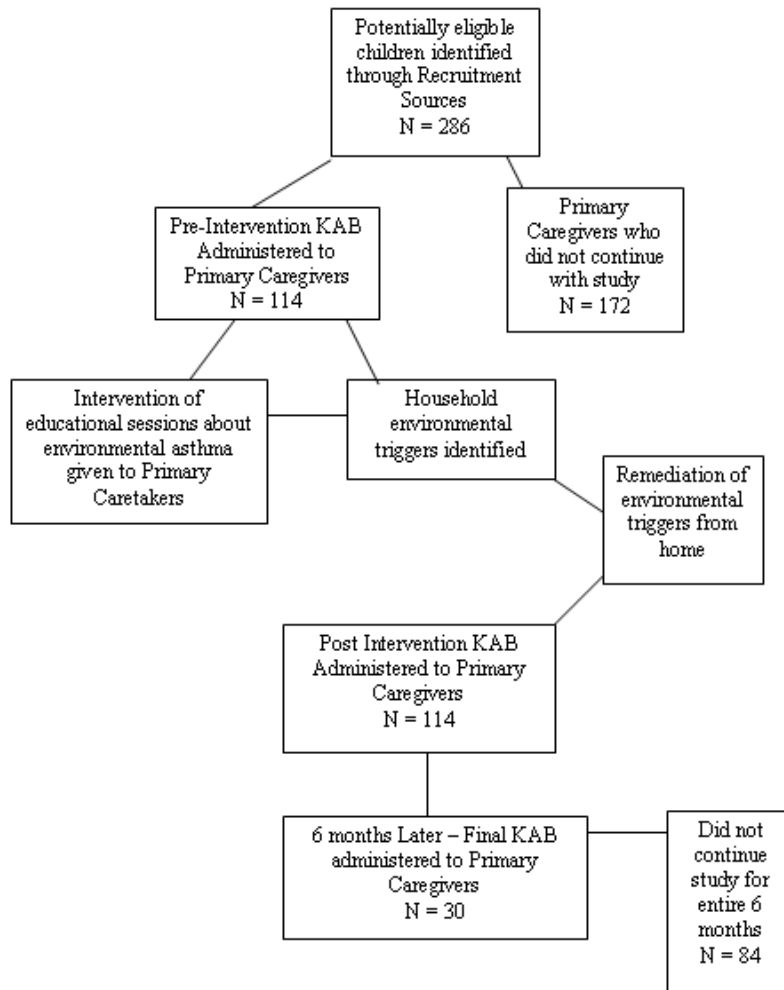 Potentially eligible
children identified
through Recruitment
Sources
N = 286
Pre-Intervention KAB
Administered to
Primary Caregivers
N = 114
Primary
Caregivers who
did not continue
with study
N = 172
Intervention of
educational sessions about
environmental asthma
given to Primary
Caretakers
Household
environmental
triggers identified
Remediation of
environmental
triggers from
home
Post Intervention KAB
Administered to Primary
Caregivers
N = 114
6 months Later – Final KAB
administered to Primary
Caregivers
N = 30
Did not
continue
study for
entire 6
months
N = 84